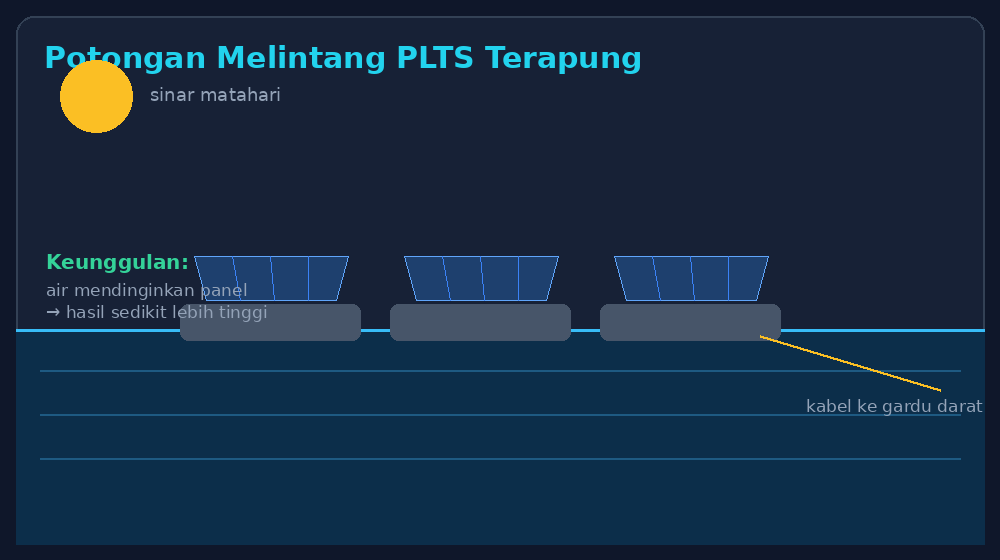 Potongan Melintang PLTS Terapung
sinar matahari
Keunggulan:
air mendinginkan panel
→ hasil sedikit lebih tinggi
kabel ke gardu darat